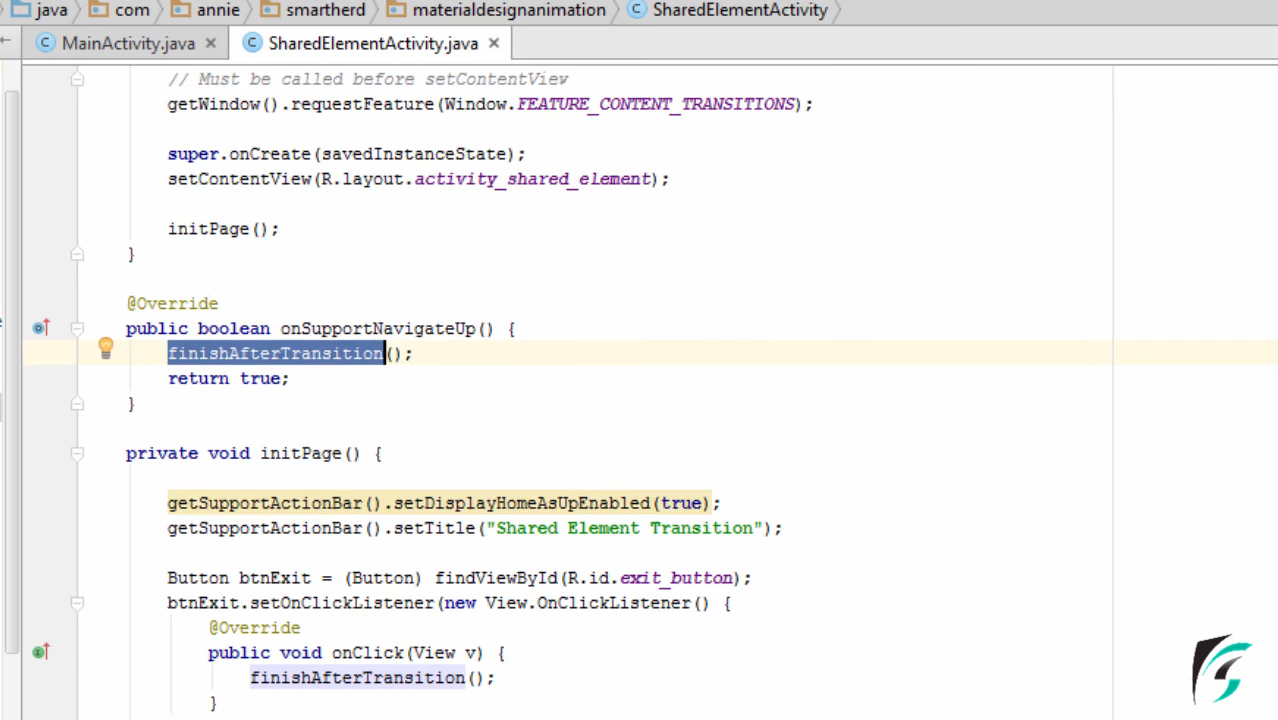 java com annie smartherd materialdesignanimation SharedElementActivity
MainActivity.java SharedElementActivity.java
// Must be called before setContentView
getWindow().requestFeature(Window.FEATURE_CONTENT_TRANSITIONS);
super.onCreate(savedInstanceState);
setContentView(R.layout.activity_shared_element);
initPage();
}
@Override
public boolean onSupportNavigateUp() {
finishAfterTransition();
return true;
}
private void initPage() {
getSupportActionBar().setDisplayHomeAsUpEnabled(true);
getSupportActionBar().setTitle("Shared Element Transition");
Button btnExit = (Button) findViewById(R.id.exit_button);
btnExit.setOnClickListener(new View.OnClickListener() {
@Override
public void onClick(View v) {
finishAfterTransition();
}